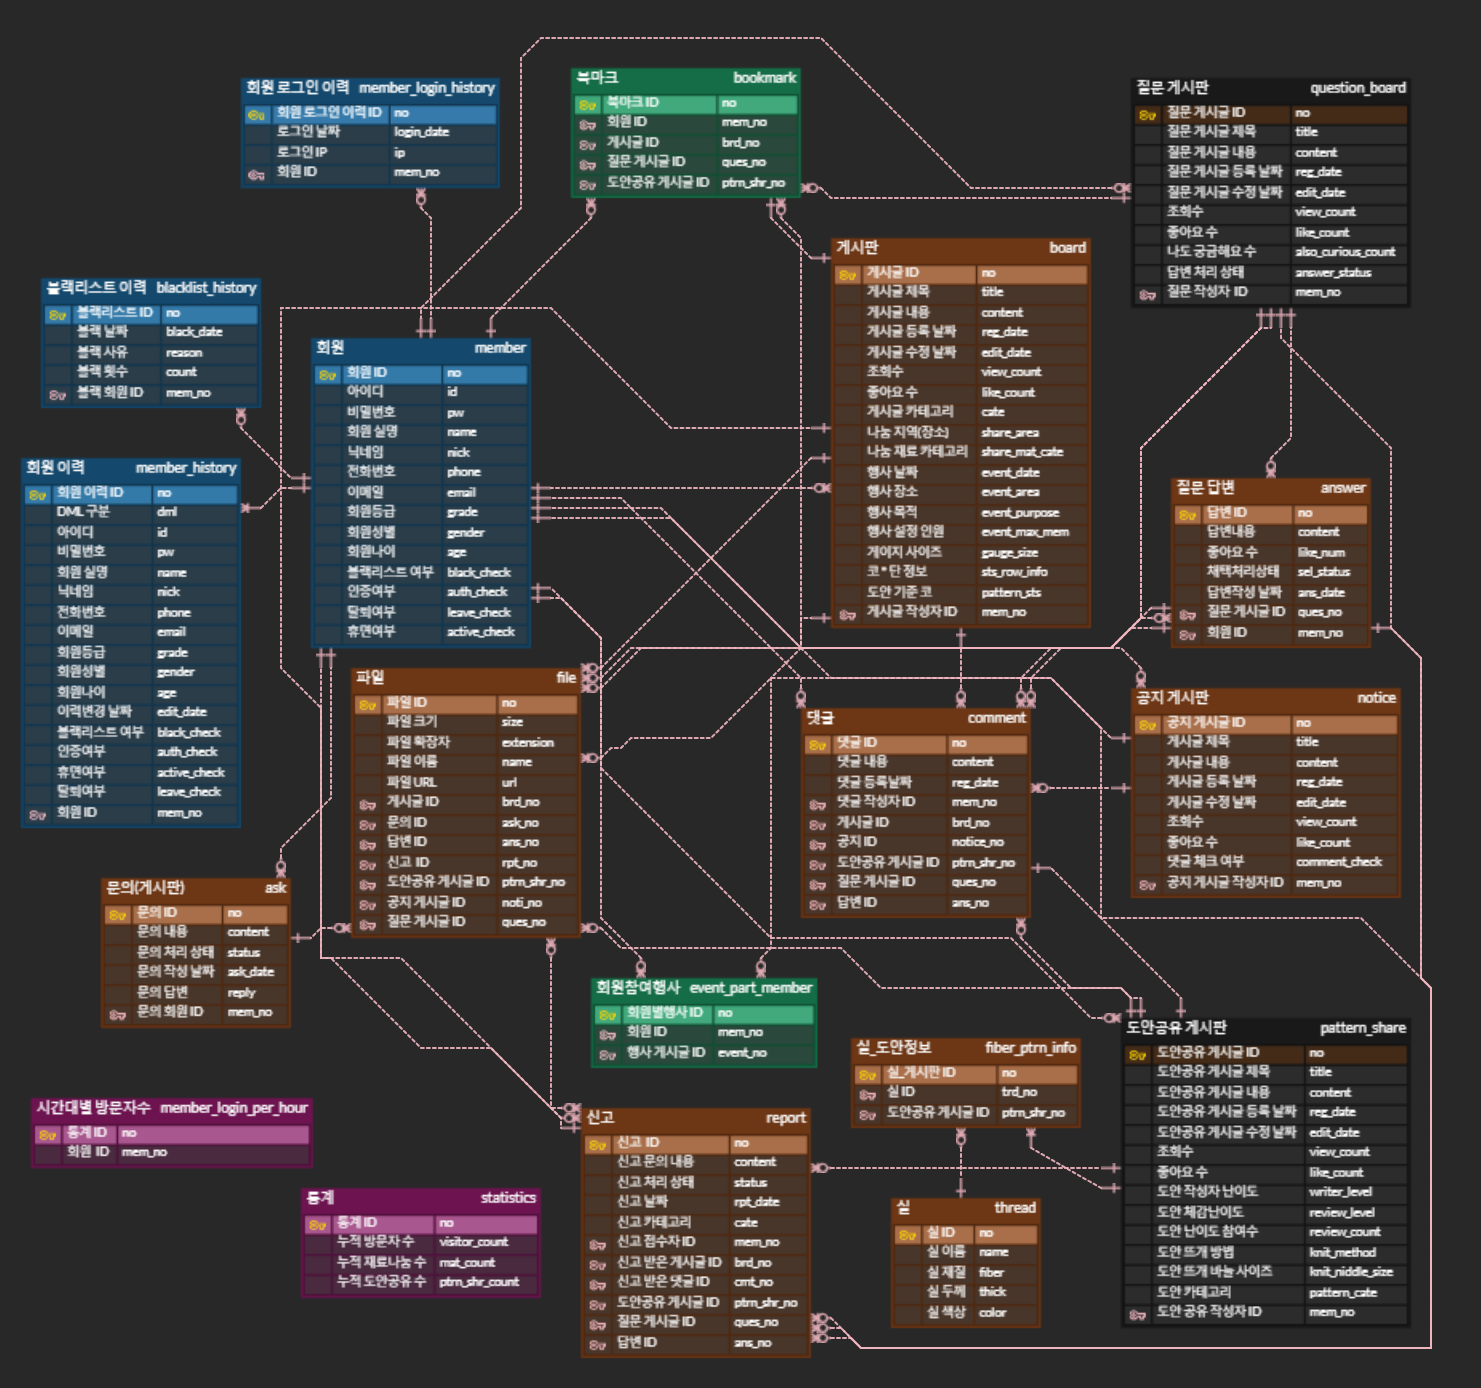 회원 로그인 이력 member_login_history
회원 로그인 이력 ID no
로그인 날짜 login_date
로그인 IP ip
회원 ID mem_no
북마크 bookmark
북마크 ID no
회원 ID mem_no
게시글 ID brd_no
질문 게시글 ID ques_no
도안공유 게시글 ID ptrn_shr_no
질문 게시판 question_board
질문 게시글 ID no
질문 게시글 제목 title
질문 게시글 내용 content
질문 게시글 등록 날짜 reg_date
질문 게시글 수정 날짜 edit_date
조회수 view_count
좋아요 수 like_count
나도 궁금해요 수 also_curious_count
답변 처리 상태 answer_status
질문 작성자 ID mem_no
블랙리스트 이력 blacklist_history
블랙리스트 ID no
블랙 날짜 black_date
블랙 사유 reason
블랙 횟수 count
블랙 회원 ID mem_no
회원 member
회원 ID no
아이디 id
비밀번호 pw
회원 실명 name
닉네임 nick
전화번호 phone
이메일 email
회원등급 grade
회원성별 gender
회원나이 age
블랙리스트 여부 black_check
인증여부 auth_check
탈퇴여부 leave_check
휴면여부 active_check
게시판 board
게시글 ID no
게시글 제목 title
게시글 내용 content
게시글 등록 날짜 reg_date
게시글 수정 날짜 edit_date
조회수 view_count
좋아요 수 like_count
게시글 카테고리 cate
나눔 지역(장소) share_area
나눔 재료 카테고리 share_mat_cate
행사 날짜 event_date
행사 장소 event_area
행사 목적 event_purpose
행사 설정 인원 event_max_mem
게이지 사이즈 gauge_size
코*단 정보 sts_row_info
도안 기준 코 pattern_sts
게시글 작성자 ID mem_no
회원 이력 member_history
회원 이력 ID no
DML 구분 dml
아이디 id
비밀번호 pw
회원 실명 name
닉네임 nick
전화번호 phone
이메일 email
회원등급 grade
회원성별 gender
회원나이 age
이력변경 날짜 edit_date
블랙리스트 여부 black_check
인증여부 auth_check
휴면여부 active_check
탈퇴여부 leave_check
회원 ID mem_no
질문 답변 answer
답변 ID no
답변내용 content
좋아요 수 like_num
채택처리상태 sel_status
답변작성 날짜 ans_date
질문 게시글 ID ques_no
회원 ID mem_no
파일 file
파일 ID no
파일 크기 size
파일 확장자 extension
파일 이름 name
파일 URL url
게시글 ID brd_no
문의 ID ask_no
답변 ID ans_no
신고 ID rpt_no
도안공유 게시글 ID ptrn_shr_no
공지 게시글 ID noti_no
질문 게시글 ID ques_no
댓글 comment
댓글 ID no
댓글 내용 content
댓글 등록날짜 reg_date
댓글 작성자 ID mem_no
게시글 ID brd_no
공지 ID notice_no
도안공유 게시글 ID ptrn_shr_no
질문 게시글 ID ques_no
답변 ID ans_no
공지 게시판 notice
공지 게시글 ID no
게시글 제목 title
게시글 내용 content
게시글 등록 날짜 reg_date
게시글 수정 날짜 edit_date
조회수 view_count
좋아요 수 like_count
댓글 체크 여부 comment_check
공지 게시글 작성자 ID mem_no
문의(게시판) ask
문의 ID no
문의 내용 content
문의 처리 상태 status
문의 작성 날짜 ask_date
문의 답변 reply
문의 회원 ID mem_no
회원참여행사 event_part_member
회원별행사 ID no
회원 ID mem_no
행사 게시글 ID event_no
실_도안정보 fiber_ptrn_info
실_게시판 ID no
실 ID trd_no
도안공유 게시글 ID ptrn_shr_no
도안공유 게시판 pattern_share
도안공유 게시글 ID no
도안공유 게시글 제목 title
도안공유 게시글 내용 content
도안공유 게시글 등록 날짜 reg_date
도안공유 게시글 수정 날짜 edit_date
조회수 view_count
좋아요 수 like_count
도안 작성자 난이도 writer_level
도안 체감난이도 review_level
도안 난이도 참여수 review_count
도안 뜨개 방법 knit_method
도안 뜨개 바늘 사이즈 knit_niddle_size
도안 카테고리 pattern_cate
도안 공유 작성자 ID mem_no
시간대별 방문자수 member_login_per_hour
통계 ID no
회원 ID mem_no
신고 report
신고 ID no
신고 문의 내용 content
신고 처리 상태 status
신고 날짜 rpt_date
신고 카테고리 cate
신고 접수자 ID mem_no
신고 받은 게시글 ID brd_no
신고 받은 댓글 ID cmt_no
도안공유 게시글 ID ptrn_shr_no
질문 게시글 ID ques_no
답변 ID ans_no
통계 statistics
통계 ID no
누적 방문자 수 visitor_count
누적 재료나눔 수 mat_count
누적 도안공유 수 ptrn_shr_count
실 thread
실 ID no
실 이름 name
실 재질 fiber
실 두께 thick
실 색상 color